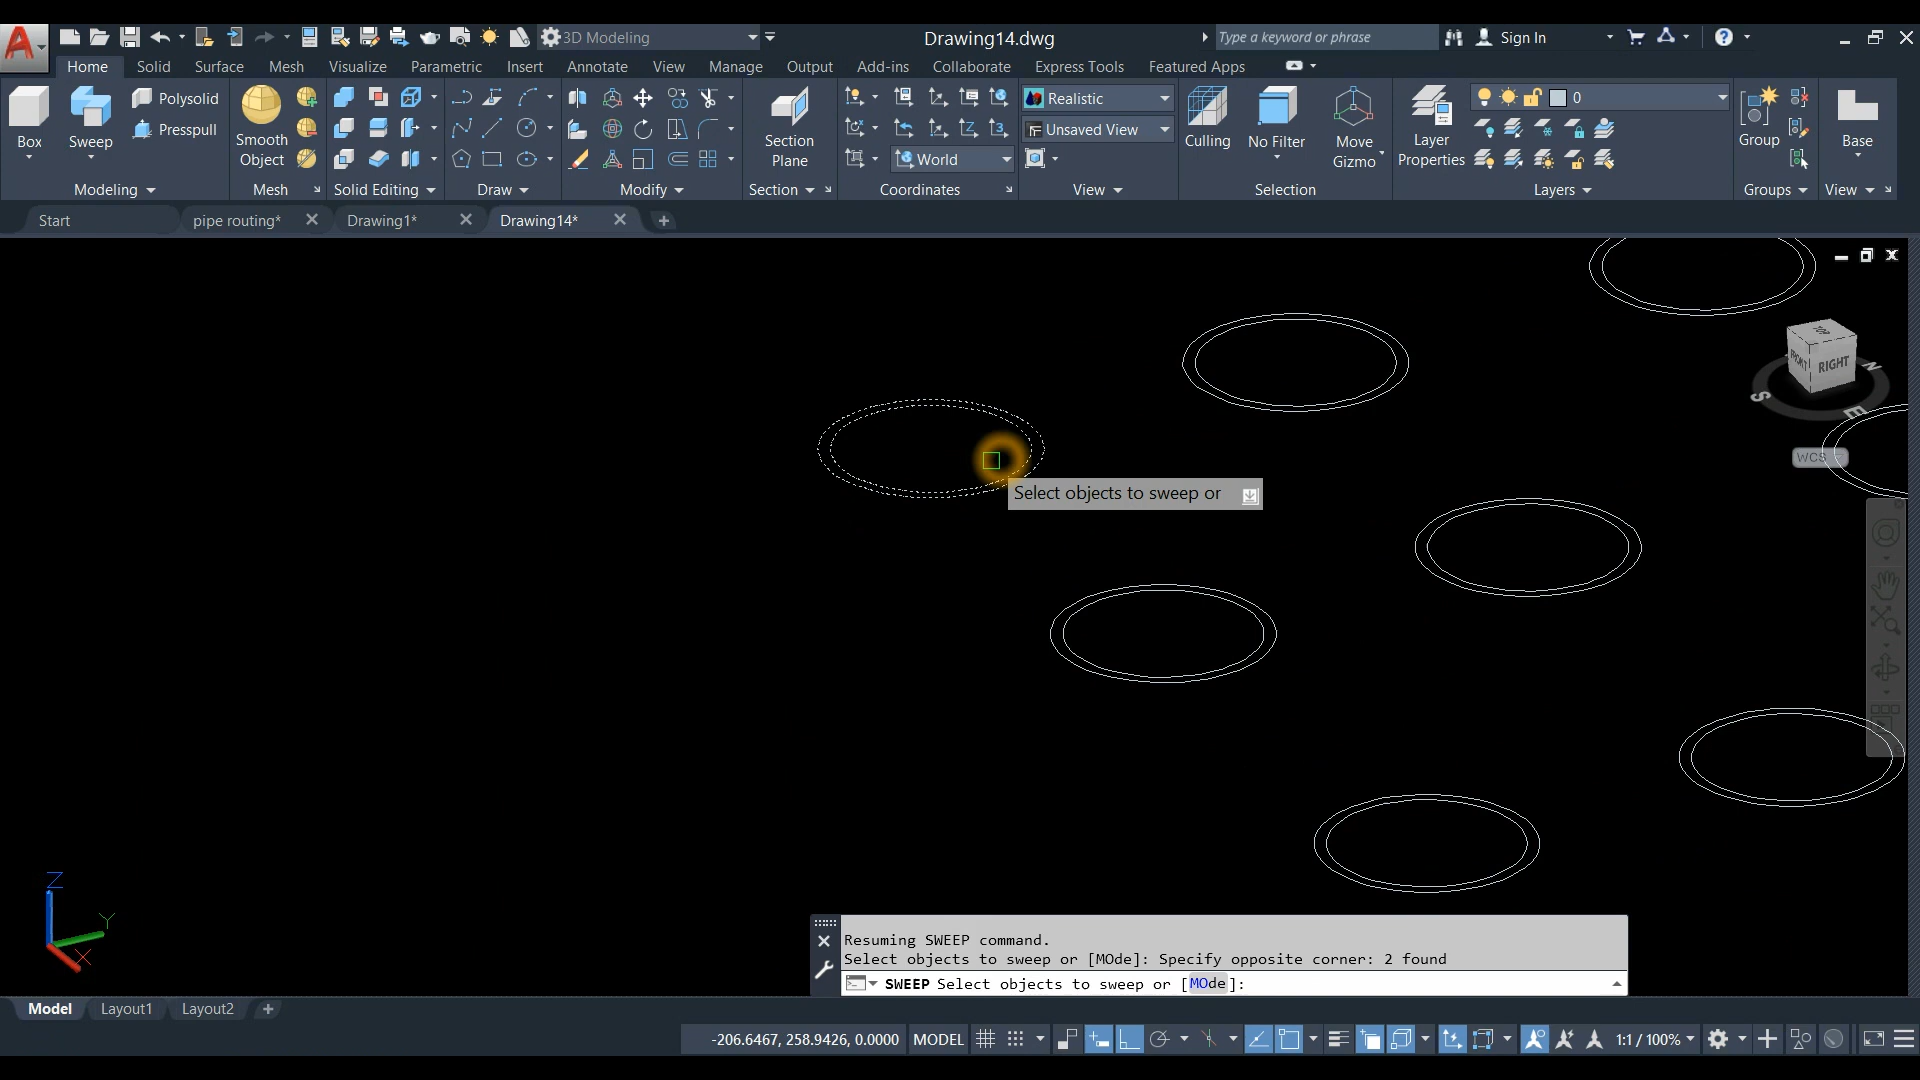 3D Modeling
Drawing14.dwg
Type a keyword or phrase
Sign In
Home Solid Surface Mesh Visualize Parametric Insert Annotate View Manage Output Add-ins Collaborate Express Tools Featured Apps
Box
Sweep
Polysolid
Presspull
Smooth
Object
Section
Plane
World
Realistic
Unsaved View
Culling
No Filter
Move
Gizmo
Layer
Properties
0
Group
Base
Modeling Mesh Solid Editing Draw Modify Section Coordinates View Selection Layers Groups View
Start pipe routing* Drawing1* Drawing14*
TOP
FRONT
RIGHT
S
E
N
WCS
Select objects to sweep or
Z
Y
X
Resuming SWEEP command.
Select objects to sweep or [MOde]: Specify opposite corner: 2 found
SWEEP Select objects to sweep or [MOde]:
Model Layout1 Layout2
-206.6467, 258.9426, 0.0000 MODEL 1:1 / 100%